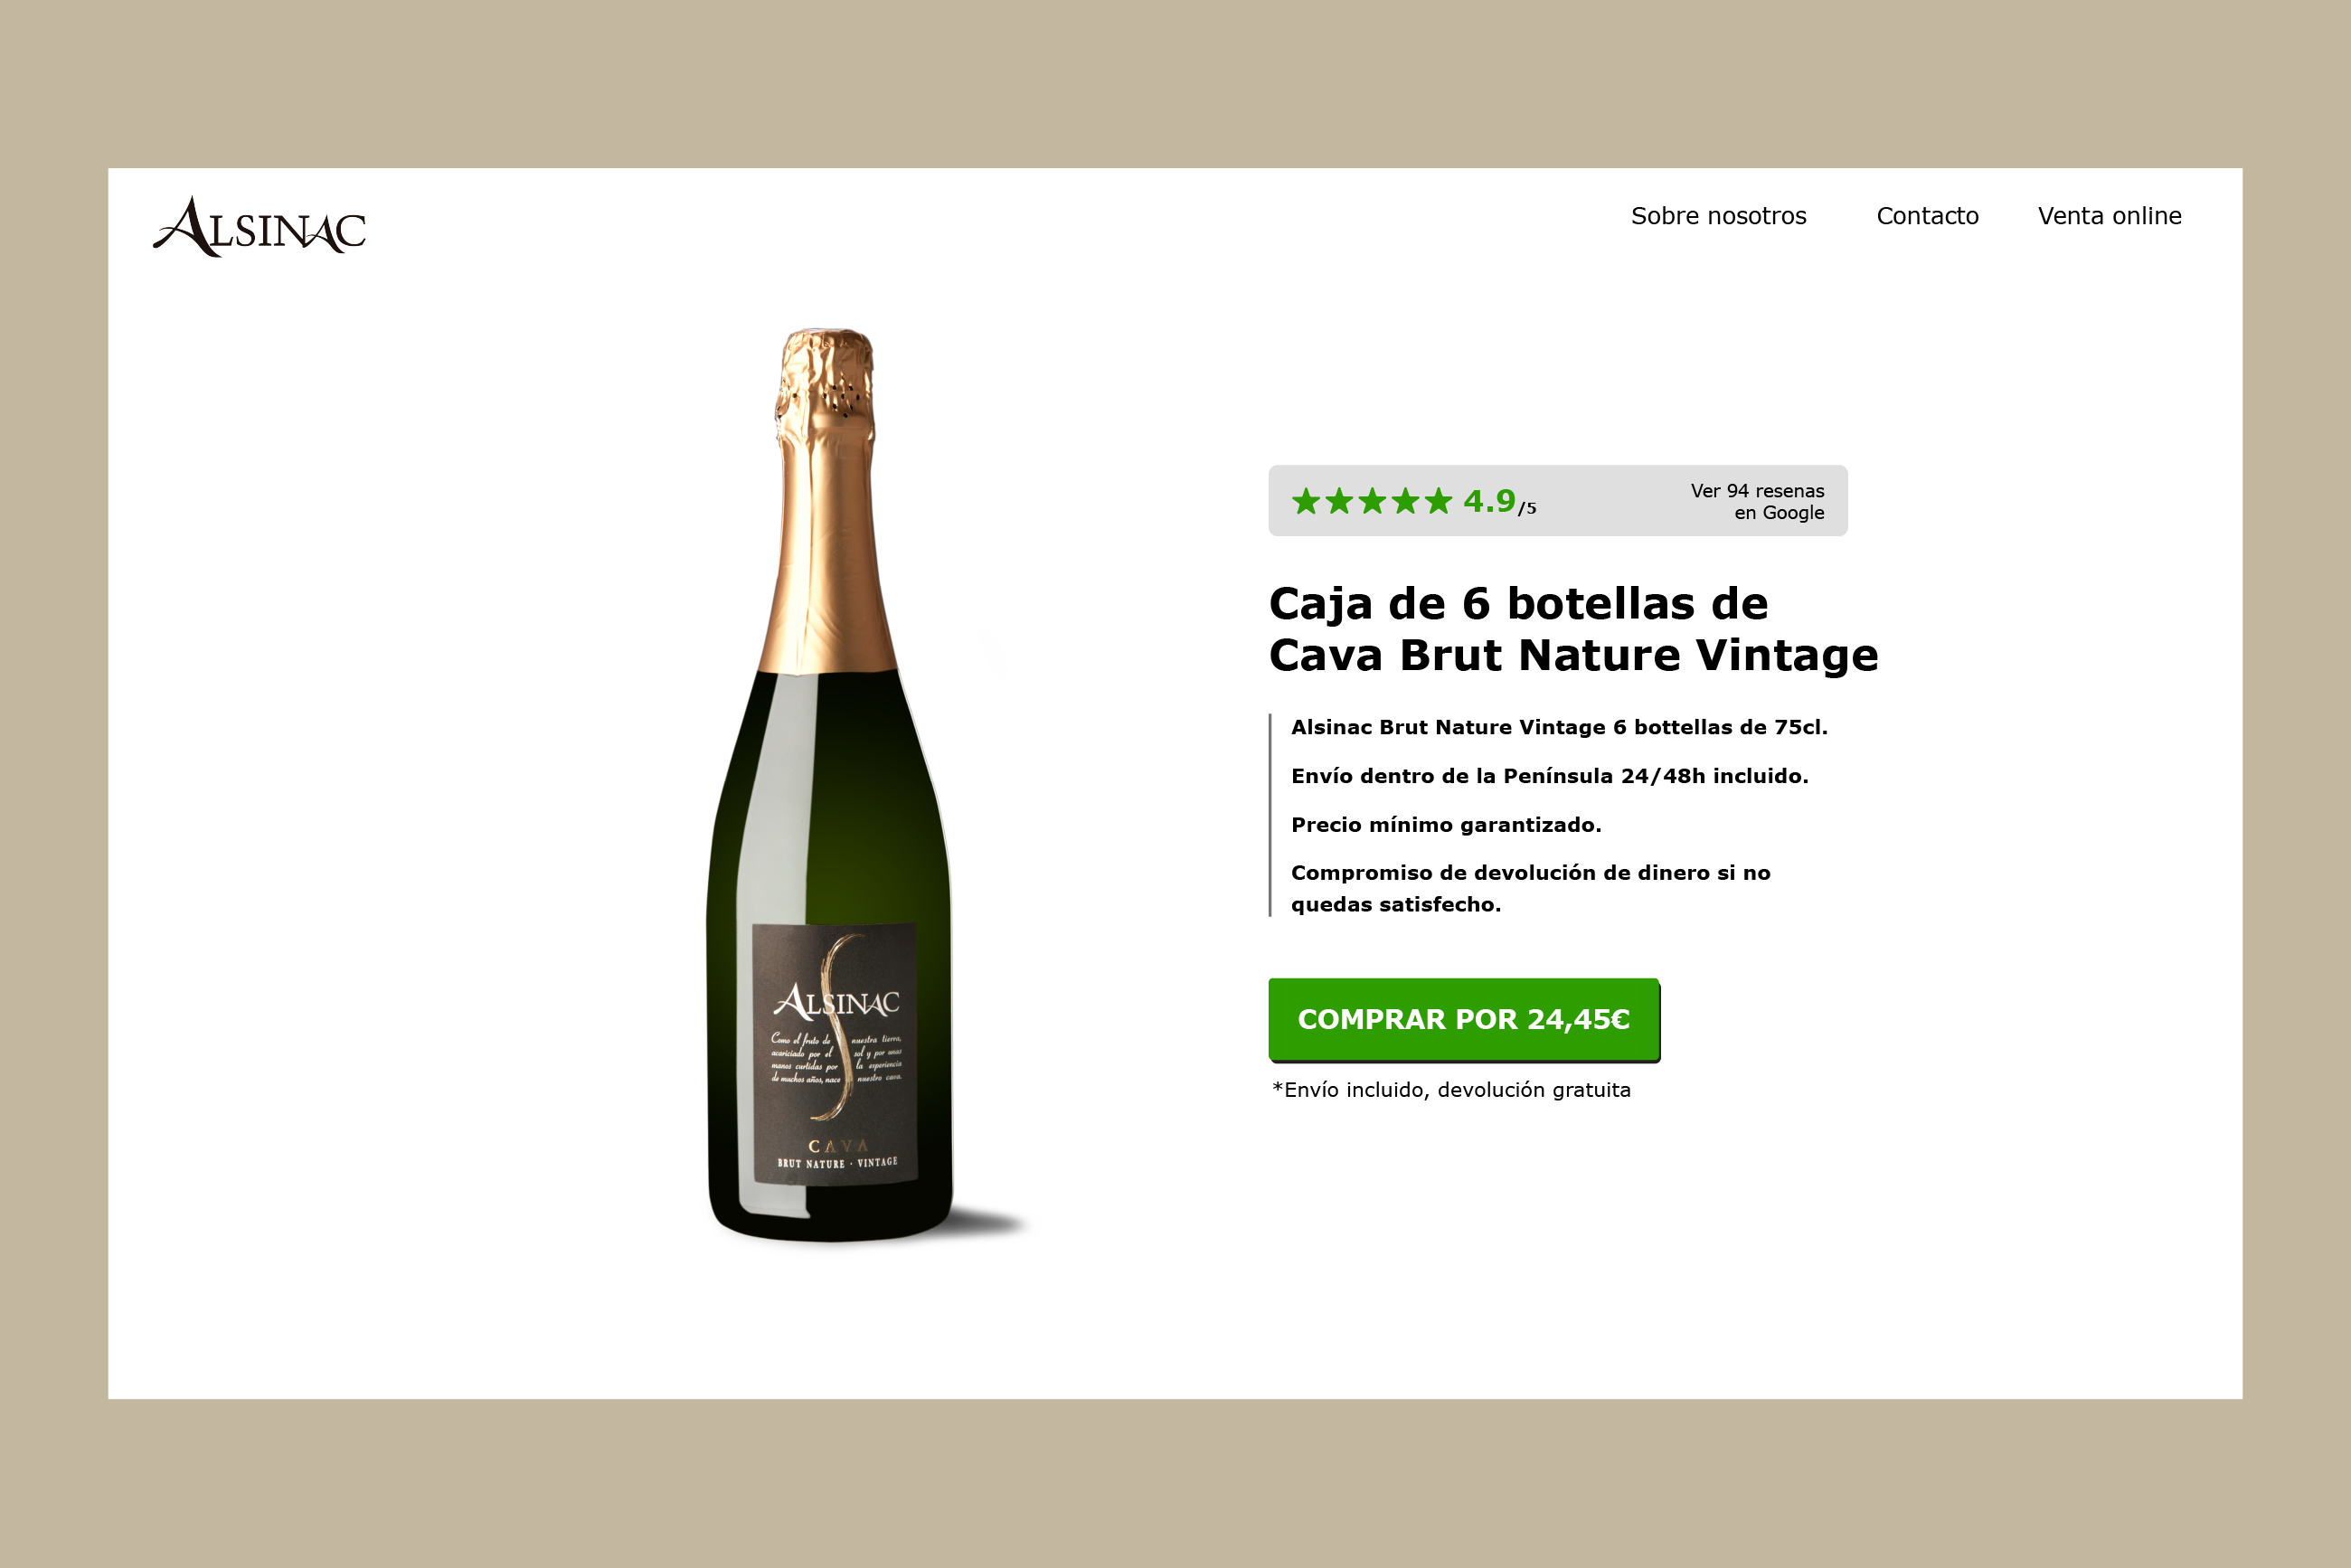 ALSINAC
Sobre nosotros Contacto Venta online
4.9/5
Ver 94 resenas
en Google
Caja de 6 botellas de
Cava Brut Nature Vintage
Alsinac Brut Nature Vintage 6 bottellas de 75cl.
Envío dentro de la Península 24/48h incluido.
Precio mínimo garantizado.
Compromiso de devolución de dinero si no
quedas satisfecho.
COMPRAR POR 24,45€
*Envío incluido, devolución gratuita
ALSINAC
Como el fruto de nuestra tierra,
acariciado por el sol y por unas
manos curtidas por la experiencia
de muchos años, nace nuestro cava.
CAVA
BRUT NATURE · VINTAGE